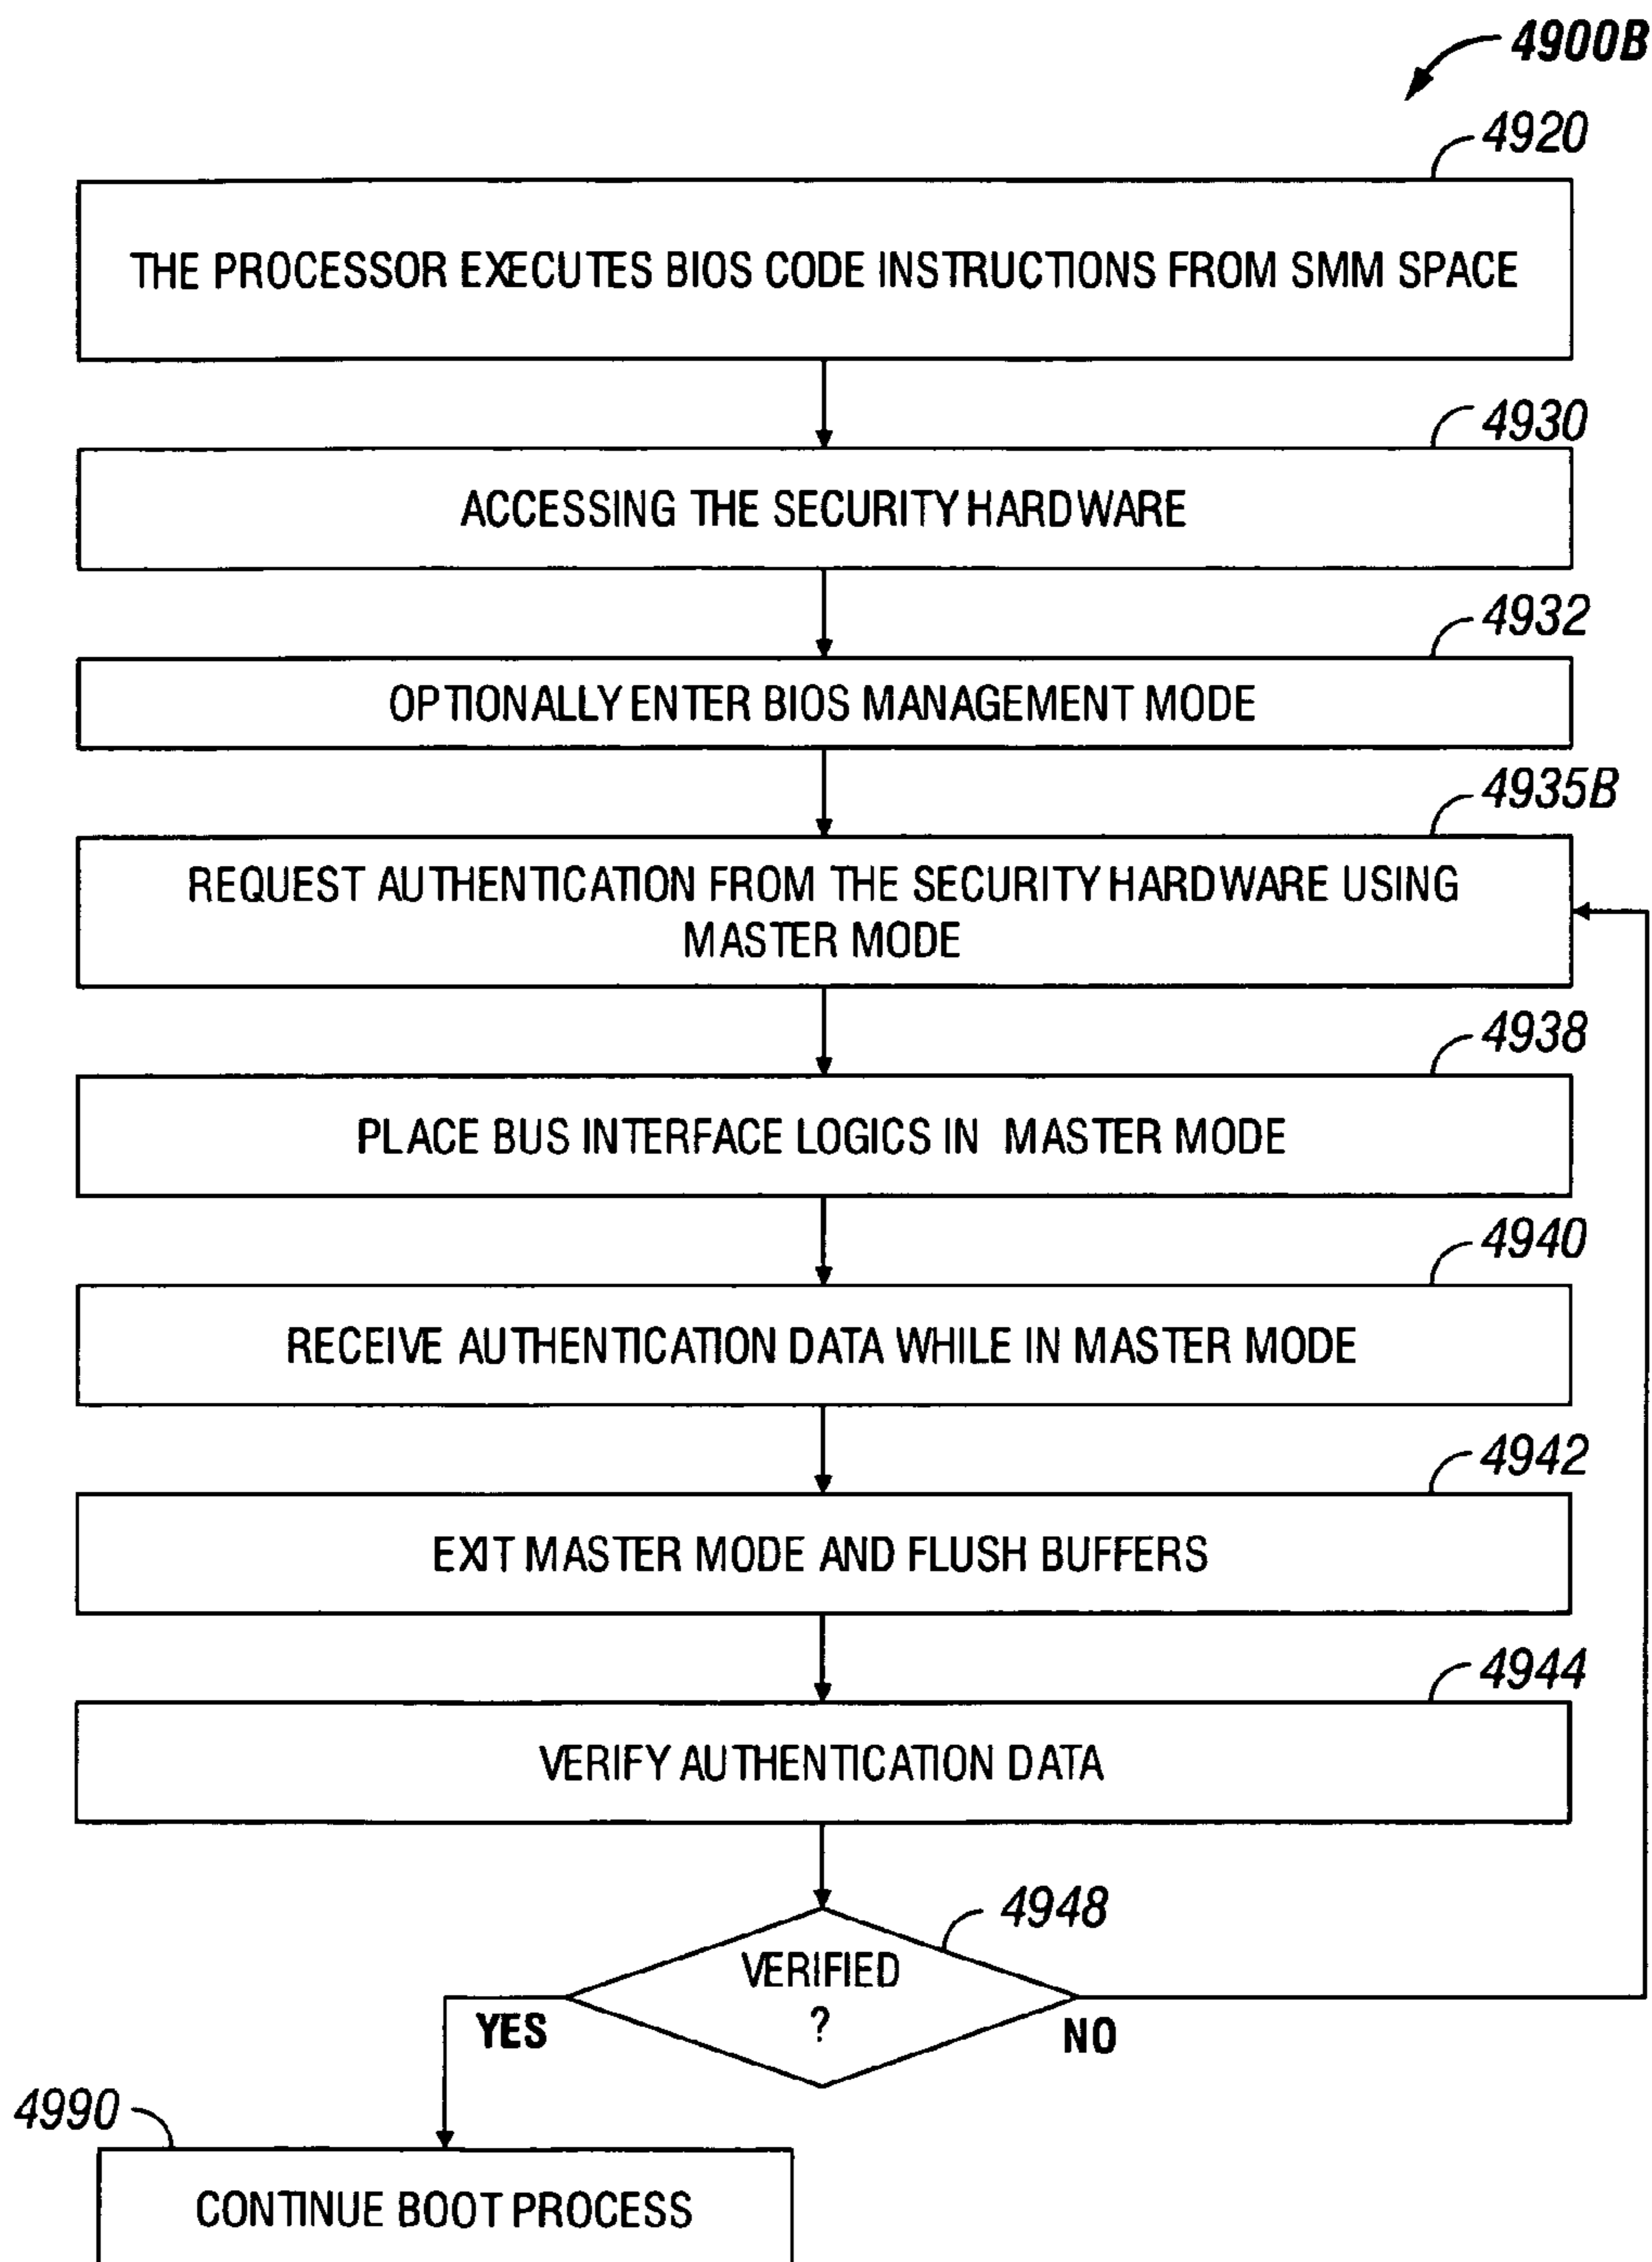 4900B
4920
THE PROCESSOR EXECUTES BIOS CODE INSTRUCTIONS FROM SMM SPACE
4930
ACCESSING THE SECURITY HARDWARE
4932
OPTIONALLY ENTER BIOS MANAGEMENT MODE
4935B
REQUEST AUTHENTICATION FROM THE SECURITY HARDWARE USING
MASTER MODE
4938
PLACE BUS INTERFACE LOGICS IN MASTER MODE
4940
RECEIVE AUTHENTICATION DATA WHILE IN MASTER MODE
4942
EXIT MASTER MODE AND FLUSH BUFFERS
4944
VERIFY AUTHENTICATION DATA
4948
VERIFIED
?
YES
NO
4990
CONTINUE BOOT PROCESS